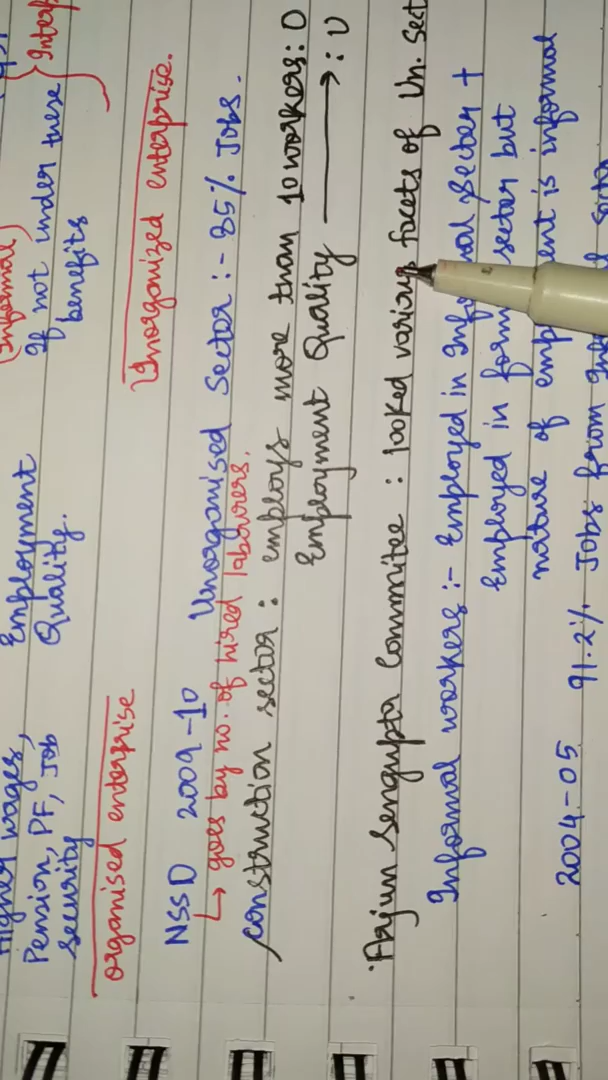 (Informal)
Higher wages,
Pension, PF, Job
security
Employment
Quality.
If not under these
benefits
organised enterprise
Unorganized enterprise.
NSSO 2009-10 Unorganised Sector :- 85% Jobs.
↳ goes by no. of hired labourers.
construction sector : employs more than 10 workers: O
Employment Quality ⟶ : U
Arjun Sengupta Commitee : looked various facets of Un. Sect
Informal workers :- Employed in Informal Sector +
Employed in formal sector but
nature of employment is informal
2004-05 91.2% Jobs from